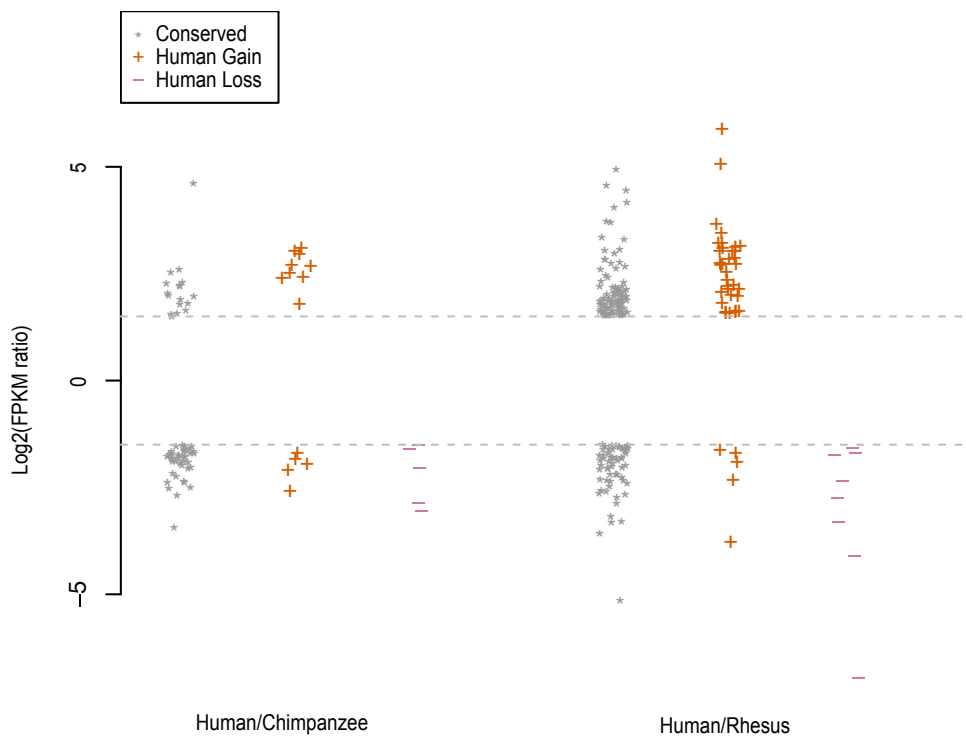 Conserved
Human Gain
Human Loss
5
0
−5
Log2(FPKM ratio)
Human/Chimpanzee
Human/Rhesus